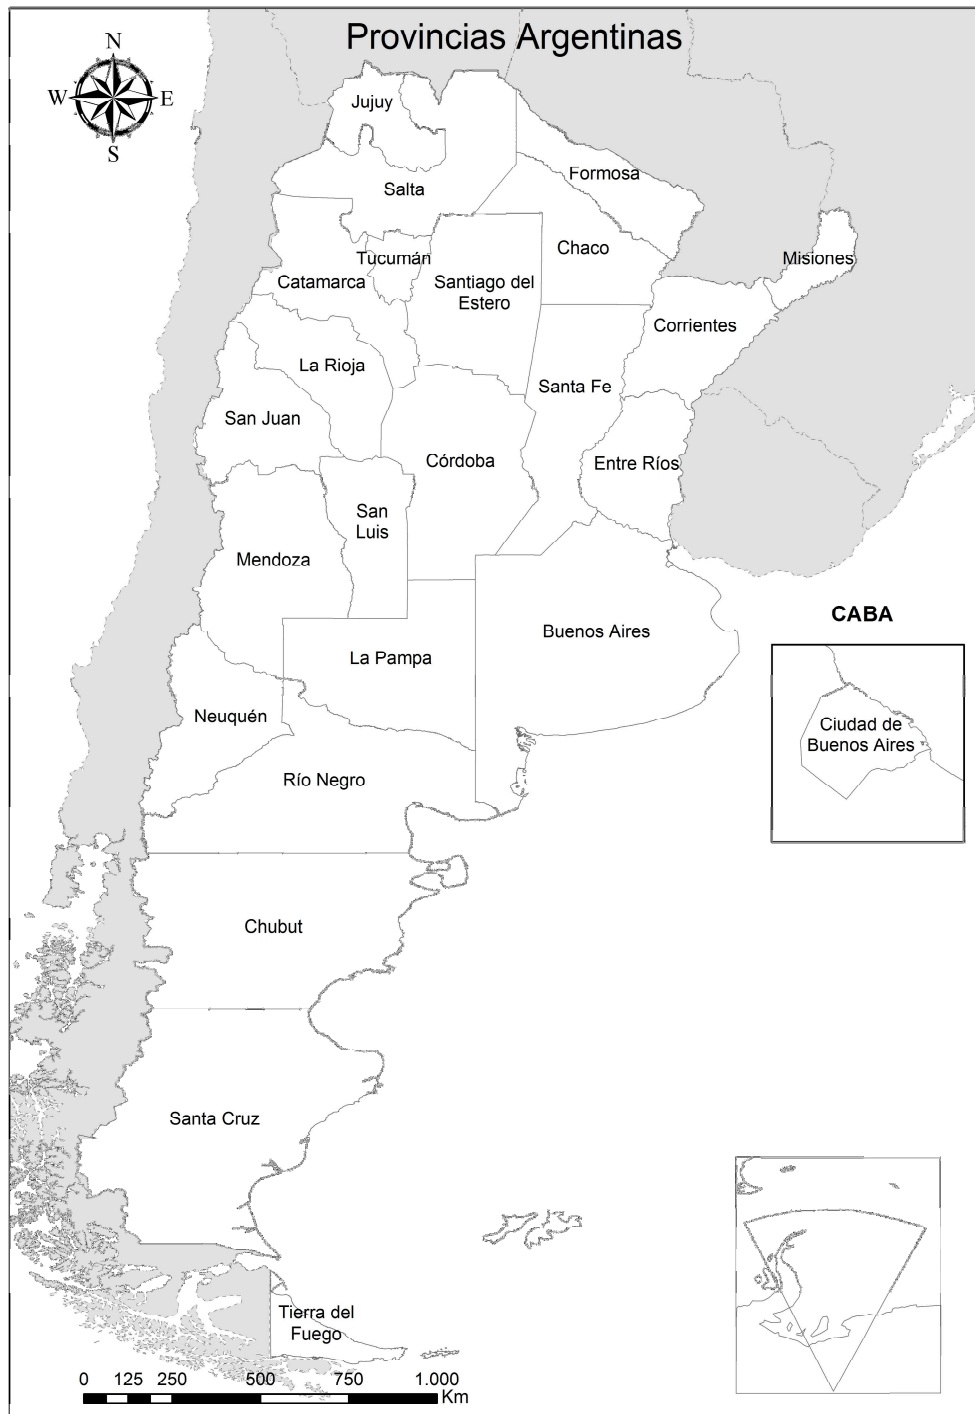 Provincias Argentinas
N
W
E
S
Jujuy
Salta
Formosa
Chaco
Misiones
Tucumán
Catamarca
Santiago del
Estero
Corrientes
La Rioja
Santa Fe
San Juan
Córdoba
Entre Ríos
San
Luis
Mendoza
Buenos Aires
CABA
La Pampa
Neuquén
Ciudad de
Buenos Aires
Río Negro
Chubut
Santa Cruz
Tierra del
Fuego
0 125 250 500 750 1.000
Km